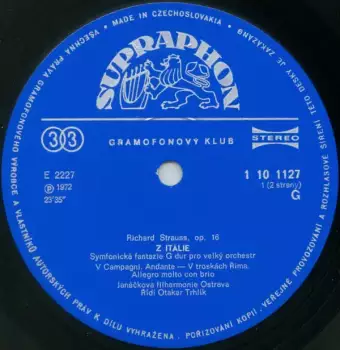 • MADE IN CZECHOSLOVAKIA •
VŠECHNA PRÁVA GRAMOFONOVÉHO VÝROBCE A VLASTNÍKŮ AUTORSKÝCH PRÁV K DÍLU VYHRAŽENA. POŘIZOVÁNÍ KOPIÍ, VEŘEJNÉ PROVOZOVÁNÍ A ROZHLASOVÉ ŠÍŘENÍ TÉTO DESKY JE ZAKÁZÁNO
SUPRAPHON
33
GRAMOFONOVÝ KLUB
STEREO
E 2227
℗ 1972
23'35"
1 10 1127
1 (2 strany)
G
Richard Strauss, op. 16
Z ITALIE
Symfonická fantazie G dur pro velký orchestr
V Campagni. Andante — V troskách Říma.
Allegro molto con brio
Janáčkova filharmonie Ostrava
Řídí Otakar Trhlík